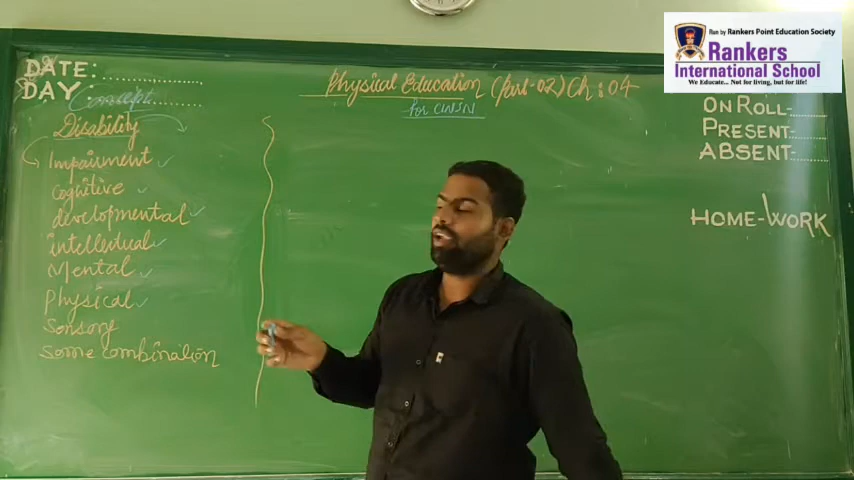 DATE:
DAY
Concept
Disability
Impairment
Cognitive
developmental
intellectual
Mental
Physical
Sonsory
Some combination
Physical Education (Part-02) Ch:04
for CWSN
Run by Rankers Point Education Society
Rankers
International School
We Educate... Not for living, but for life!
ON ROLL-
PRESENT-
ABSENT-
HOME-WORK